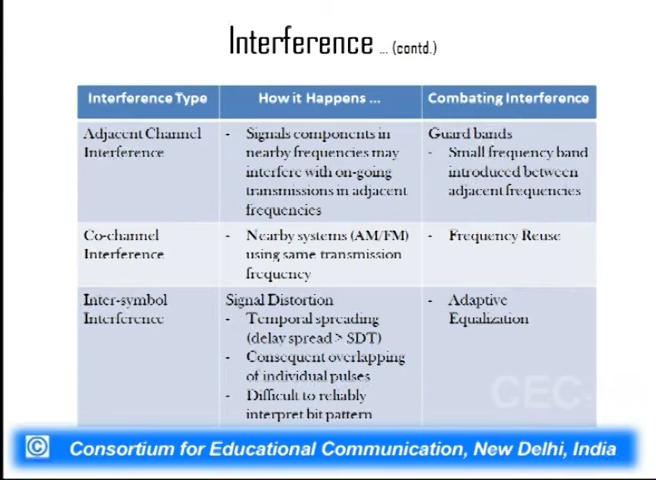 Interference ... (contd.)
Interference Type
How it Happens ...
Combating Interference
Adjacent Channel
Interference
- Signals components in
nearby frequencies may
interfere with on-going
transmissions in adjacent
frequencies
Guard bands
- Small frequency band
introduced between
adjacent frequencies
Co-channel
Interference
- Nearby systems (AM/FM)
using same transmission
frequency
- Frequency Reuse
Inter-symbol
Interference
Signal Distortion
- Temporal spreading
(delay spread > SDT)
- Consequent overlapping
of individual pulses
- Difficult to reliably
interpret bit pattern
- Adaptive
Equalization
CEC
© Consortium for Educational Communication, New Delhi, India